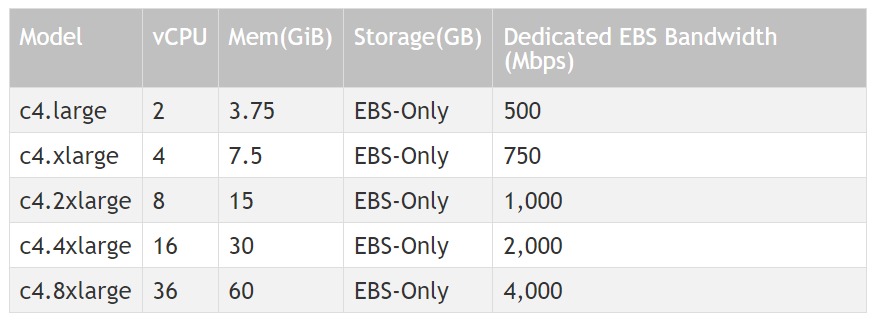 Model vCPU Mem(GiB) Storage(GB) Dedicated EBS Bandwidth
(Mbps)
c4.large 2 3.75 EBS-Only 500
c4.xlarge 4 7.5 EBS-Only 750
c4.2xlarge 8 15 EBS-Only 1,000
c4.4xlarge 16 30 EBS-Only 2,000
c4.8xlarge 36 60 EBS-Only 4,000